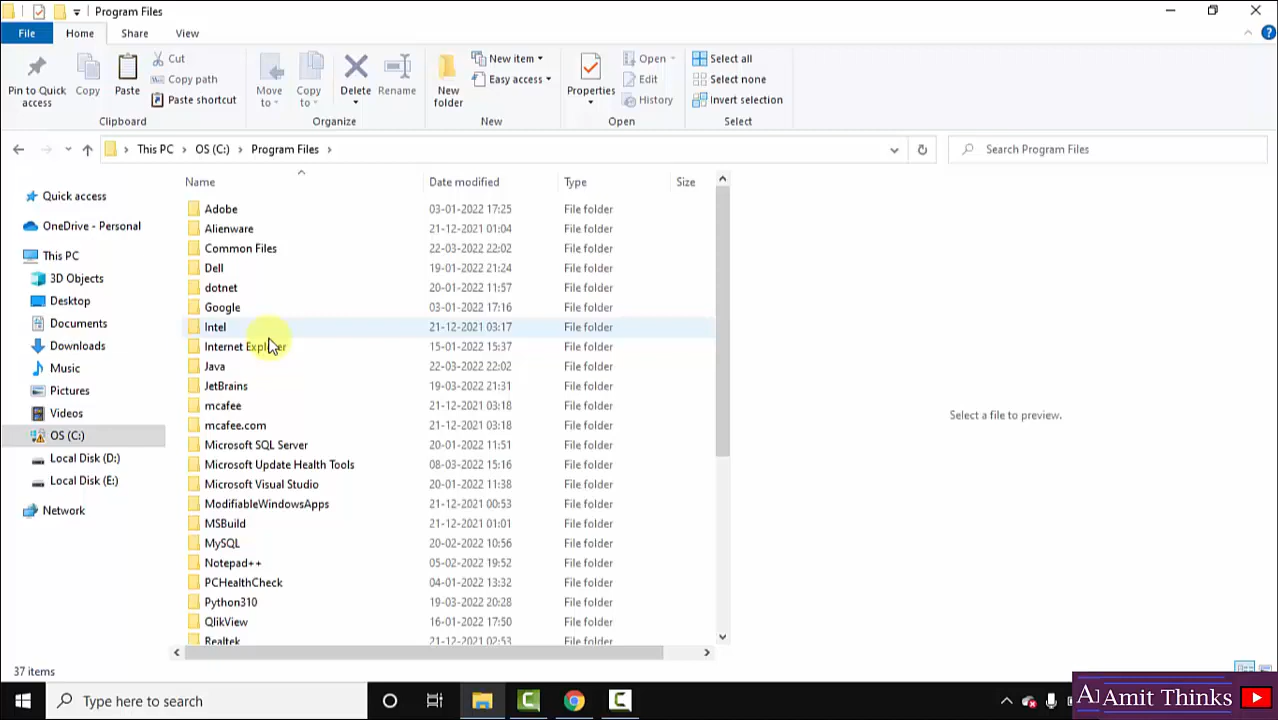 Program Files
File Home Share View
Pin to Quick access
Copy
Paste
Cut
Copy path
Paste shortcut
Clipboard
Move to
Copy to
Delete
Rename
Organize
New folder
New item
Easy access
New
Properties
Open
Edit
History
Open
Select all
Select none
Invert selection
Select
This PC > OS (C:) > Program Files >
Search Program Files
Quick access
OneDrive - Personal
This PC
3D Objects
Desktop
Documents
Downloads
Music
Pictures
Videos
OS (C:)
Local Disk (D:)
Local Disk (E:)
Network
Name Date modified Type Size
Adobe 03-01-2022 17:25 File folder
Alienware 21-12-2021 01:04 File folder
Common Files 22-03-2022 22:02 File folder
Dell 19-01-2022 21:24 File folder
dotnet 20-01-2022 11:57 File folder
Google 03-01-2022 17:16 File folder
Intel 21-12-2021 03:17 File folder
Internet Explorer 15-01-2022 15:37 File folder
Java 22-03-2022 22:02 File folder
JetBrains 19-03-2022 21:31 File folder
mcafee 21-12-2021 03:18 File folder
mcafee.com 21-12-2021 03:18 File folder
Microsoft SQL Server 20-01-2022 11:51 File folder
Microsoft Update Health Tools 08-03-2022 15:16 File folder
Microsoft Visual Studio 20-01-2022 11:38 File folder
ModifiableWindowsApps 21-12-2021 00:53 File folder
MSBuild 21-12-2021 01:01 File folder
MySQL 20-02-2022 10:56 File folder
Notepad++ 05-02-2022 19:52 File folder
PCHealthCheck 04-01-2022 13:32 File folder
Python310 19-03-2022 20:28 File folder
QlikView 16-01-2022 17:50 File folder
Realtek 21-12-2021 02:53 File folder
Select a file to preview.
37 items
Type here to search
Amit Thinks